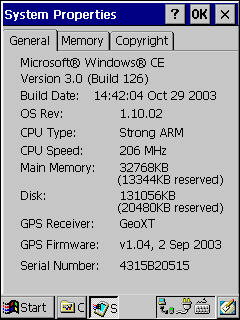 System Properties ? OK X
General Memory Copyright
Microsoft® Windows® CE
Version 3.0 (Build 126)
Build Date: 14:42:04 Oct 29 2003
OS Rev: 1.10.02
CPU Type: Strong ARM
CPU Speed: 206 MHz
Main Memory: 32768KB
(13344KB reserved)
Disk: 131056KB
(20480KB reserved)
GPS Receiver: GeoXT
GPS Firmware: v1.04, 2 Sep 2003
Serial Number: 4315B20515
Start C S